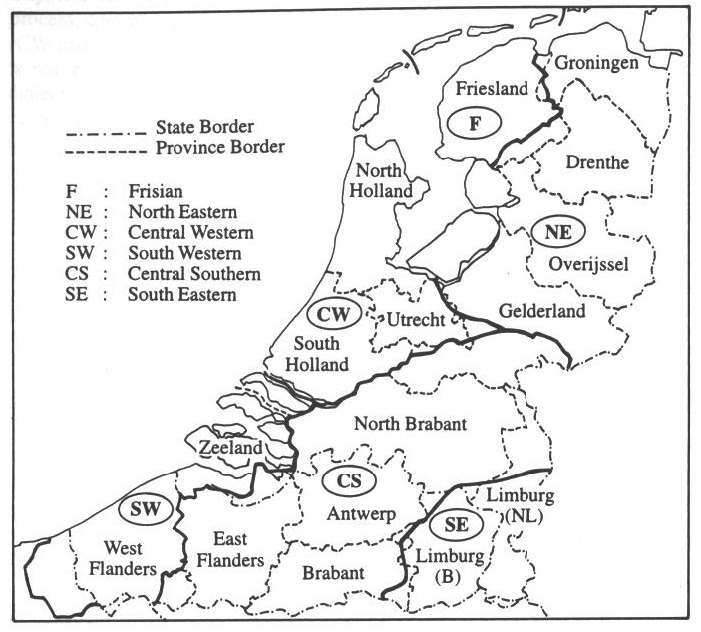 State Border
Province Border
F : Frisian
NE : North Eastern
CW : Central Western
SW : South Western
CS : Central Southern
SE : South Eastern
Groningen
Friesland
F
Drenthe
North
Holland
NE
Overijssel
CW
Utrecht
Gelderland
South
Holland
North Brabant
Zeeland
CS
Limburg
(NL)
SW
Antwerp
SE
East
Flanders
West
Flanders
Limburg
(B)
Brabant